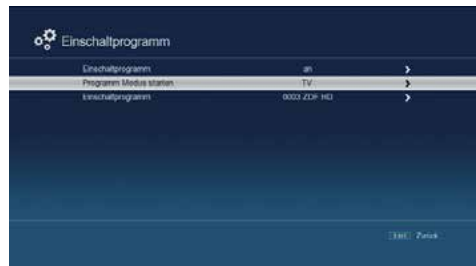 Einschaltprogramm
Einschaltprogramm an
Programm Modus starten TV
Einschaltprogramm 0003 ZDF HD
EXIT Zurück